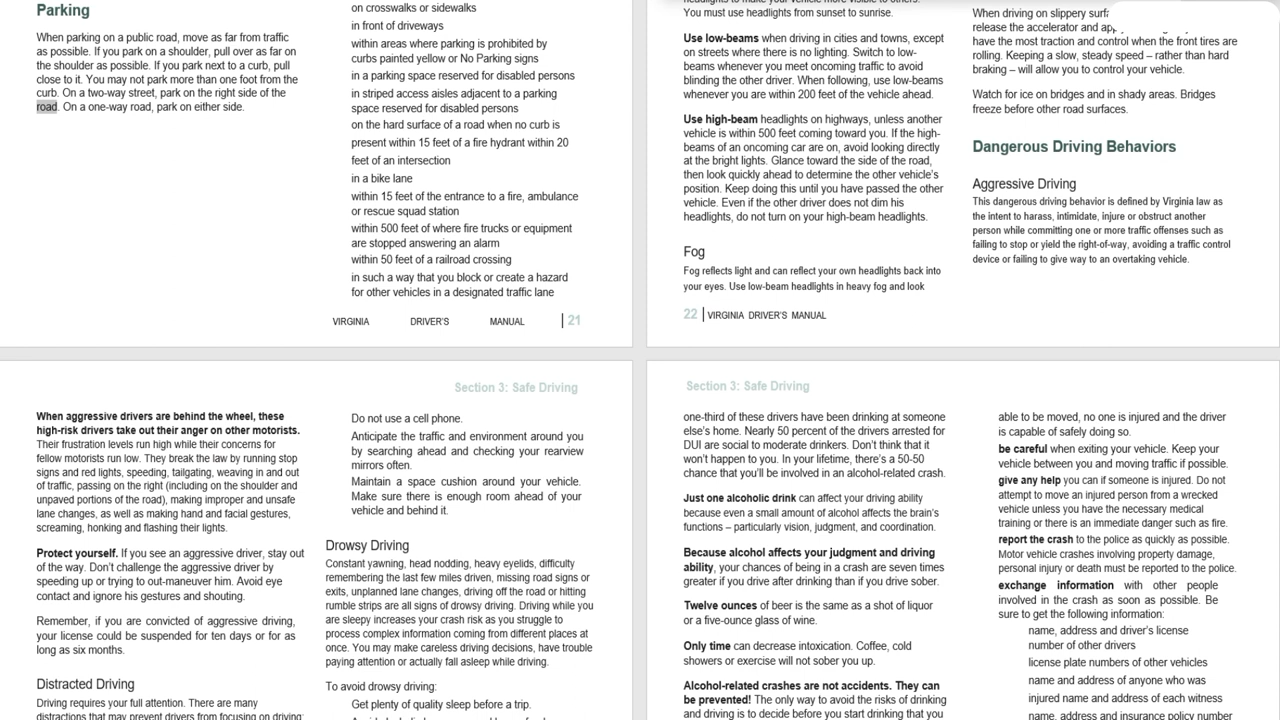 Parking
When parking on a public road, move as far from traffic
as possible. If you park on a shoulder, pull over as far on
the shoulder as possible. If you park next to a curb, pull
close to it. You may not park more than one foot from the
curb. On a two-way street, park on the right side of the
road. On a one-way road, park on either side.
on crosswalks or sidewalks
in front of driveways
within areas where parking is prohibited by
curbs painted yellow or No Parking signs
in a parking space reserved for disabled persons
in striped access aisles adjacent to a parking
space reserved for disabled persons
on the hard surface of a road when no curb is
present within 15 feet of a fire hydrant within 20
feet of an intersection
in a bike lane
within 15 feet of the entrance to a fire, ambulance
or rescue squad station
within 500 feet of where fire trucks or equipment
are stopped answering an alarm
within 50 feet of a railroad crossing
in such a way that you block or create a hazard
for other vehicles in a designated traffic lane
VIRGINIA DRIVER'S MANUAL | 21
headlights to make your vehicle more visible to others.
You must use headlights from sunset to sunrise.
Use low-beams when driving in cities and towns, except
on streets where there is no lighting. Switch to low-
beams whenever you meet oncoming traffic to avoid
blinding the other driver. When following, use low-beams
whenever you are within 200 feet of the vehicle ahead.
Use high-beam headlights on highways, unless another
vehicle is within 500 feet coming toward you. If the high-
beams of an oncoming car are on, avoid looking directly
at the bright lights. Glance toward the side of the road,
then look quickly ahead to determine the other vehicle's
position. Keep doing this until you have passed the other
vehicle. Even if the other driver does not dim his
headlights, do not turn on your high-beam headlights.
Fog
Fog reflects light and can reflect your own headlights back into
your eyes. Use low-beam headlights in heavy fog and look
22 | VIRGINIA DRIVER'S MANUAL
When driving on slippery
release the accelerator and
have the most traction and control when the front tires are
rolling. Keeping a slow, steady speed – rather than hard
braking – will allow you to control your vehicle.
Watch for ice on bridges and in shady areas. Bridges
freeze before other road surfaces.
Dangerous Driving Behaviors
Aggressive Driving
This dangerous driving behavior is defined by Virginia law as
the intent to harass, intimidate, injure or obstruct another
person while committing one or more traffic offenses such as
failing to stop or yield the right-of-way, avoiding a traffic control
device or failing to give way to an overtaking vehicle.
Section 3: Safe Driving
When aggressive drivers are behind the wheel, these
high-risk drivers take out their anger on other motorists.
Their frustration levels run high while their concerns for
fellow motorists run low. They break the law by running stop
signs and red lights, speeding, tailgating, weaving in and out
of traffic, passing on the right (including on the shoulder and
unpaved portions of the road), making improper and unsafe
lane changes, as well as making hand and facial gestures,
screaming, honking and flashing their lights.
Protect yourself. If you see an aggressive driver, stay out
of the way. Don't challenge the aggressive driver by
speeding up or trying to out-maneuver him. Avoid eye
contact and ignore his gestures and shouting.
Remember, if you are convicted of aggressive driving,
your license could be suspended for ten days or for as
long as six months.
Distracted Driving
Driving requires your full attention. There are many
distractions that may prevent drivers from focusing on driving:
Do not use a cell phone.
Anticipate the traffic and environment around you
by searching ahead and checking your rearview
mirrors often.
Maintain a space cushion around your vehicle.
Make sure there is enough room ahead of your
vehicle and behind it.
Drowsy Driving
Constant yawning, head nodding, heavy eyelids, difficulty
remembering the last few miles driven, missing road signs or
exits, unplanned lane changes, driving off the road or hitting
rumble strips are all signs of drowsy driving. Driving while you
are sleepy increases your crash risk as you struggle to
process complex information coming from different places at
once. You may make careless driving decisions, have trouble
paying attention or actually fall asleep while driving.
To avoid drowsy driving:
Get plenty of quality sleep before a trip.
Section 3: Safe Driving
one-third of these drivers have been drinking at someone
else's home. Nearly 50 percent of the drivers arrested for
DUI are social to moderate drinkers. Don't think that it
won't happen to you. In your lifetime, there's a 50-50
chance that you'll be involved in an alcohol-related crash.
Just one alcoholic drink can affect your driving ability
because even a small amount of alcohol affects the brain's
functions – particularly vision, judgment, and coordination.
Because alcohol affects your judgment and driving
ability, your chances of being in a crash are seven times
greater if you drive after drinking than if you drive sober.
Twelve ounces of beer is the same as a shot of liquor
or a five-ounce glass of wine.
Only time can decrease intoxication. Coffee, cold
showers or exercise will not sober you up.
Alcohol-related crashes are not accidents. They can
be prevented! The only way to avoid the risks of drinking
and driving is to decide before you start drinking that you
able to be moved, no one is injured and the driver
is capable of safely doing so.
be careful when exiting your vehicle. Keep your
vehicle between you and moving traffic if possible.
give any help you can if someone is injured. Do not
attempt to move an injured person from a wrecked
vehicle unless you have the necessary medical
training or there is an immediate danger such as fire.
report the crash to the police as quickly as possible.
Motor vehicle crashes involving property damage,
personal injury or death must be reported to the police.
exchange information with other people
involved in the crash as soon as possible. Be
sure to get the following information:
name, address and driver's license
number of other drivers
license plate numbers of other vehicles
name and address of anyone who was
injured name and address of each witness
name, address and insurance policy number